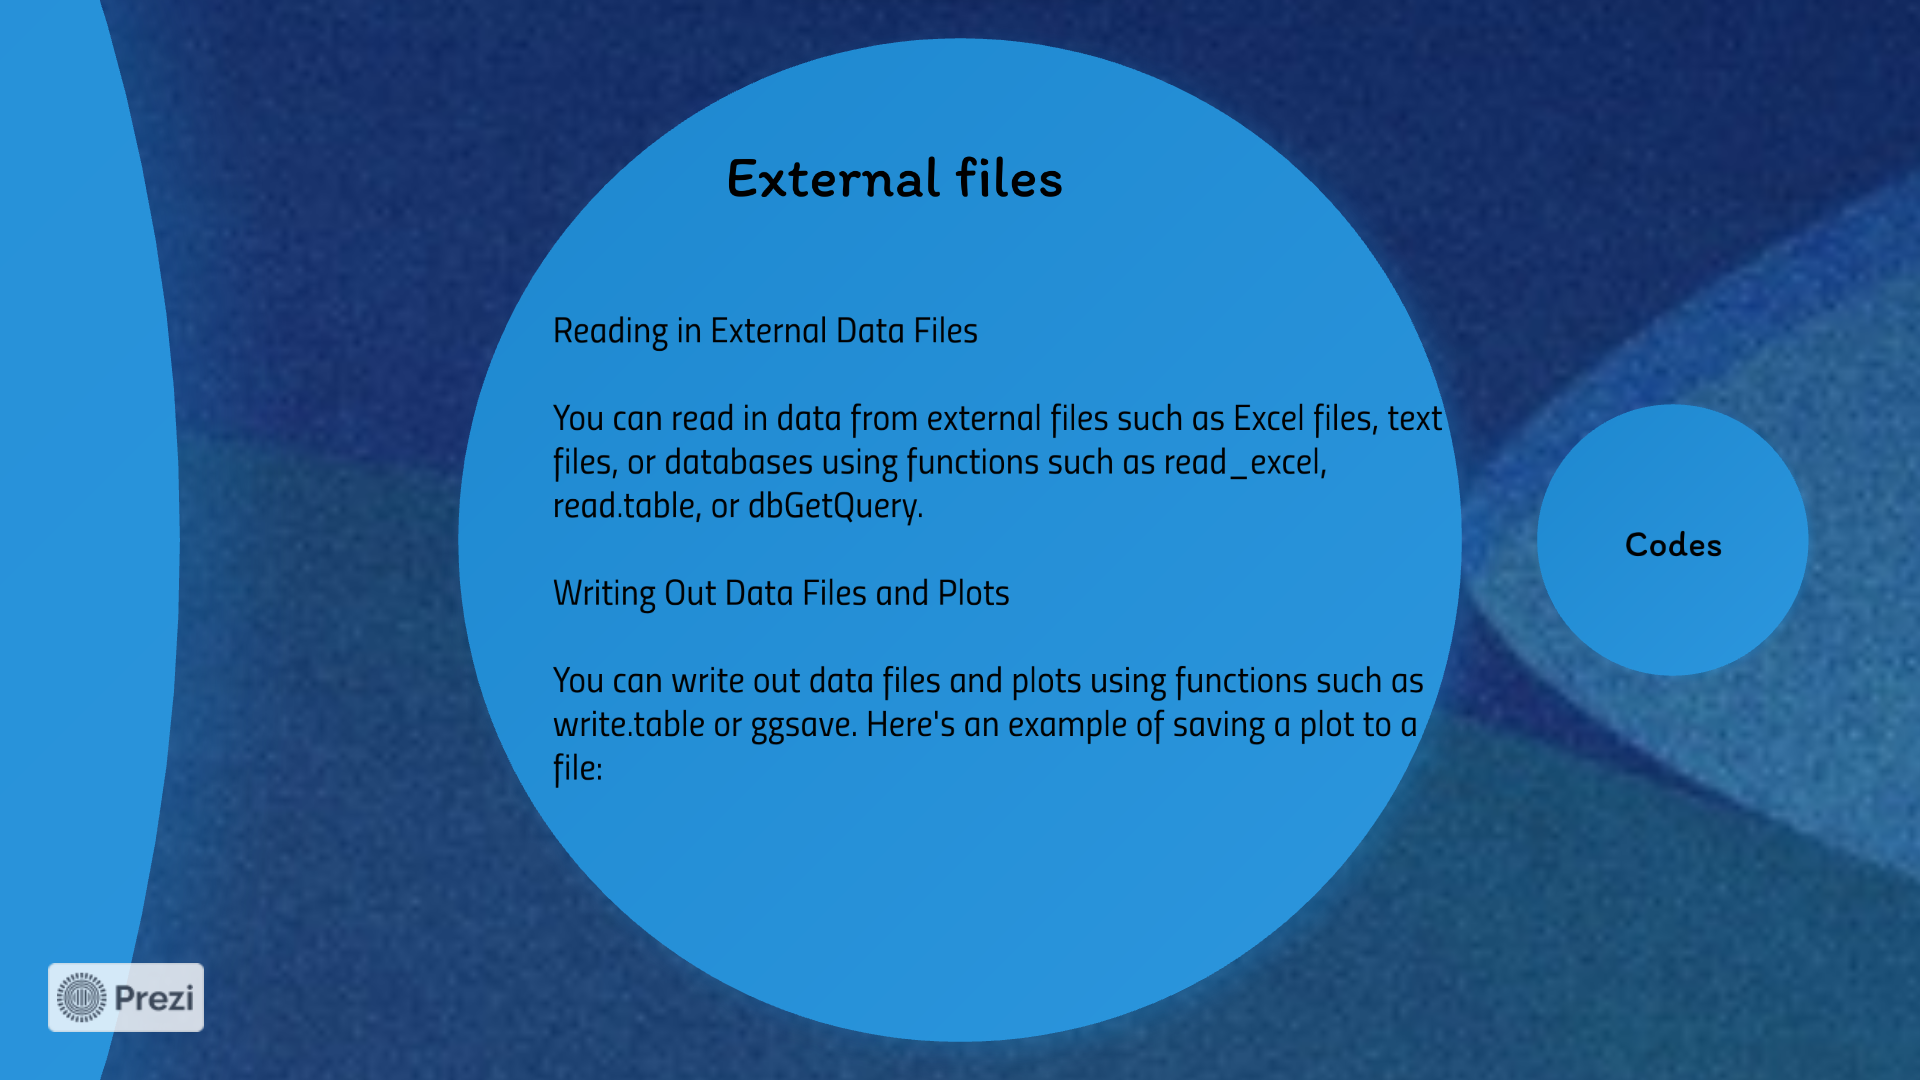 External files
Reading in External Data Files
You can read in data from external files such as Excel files, text
files, or databases using functions such as read_excel,
read.table, or dbGetQuery.
Writing Out Data Files and Plots
You can write out data files and plots using functions such as
write.table or ggsave. Here's an example of saving a plot to a
file:
Codes
Prezi